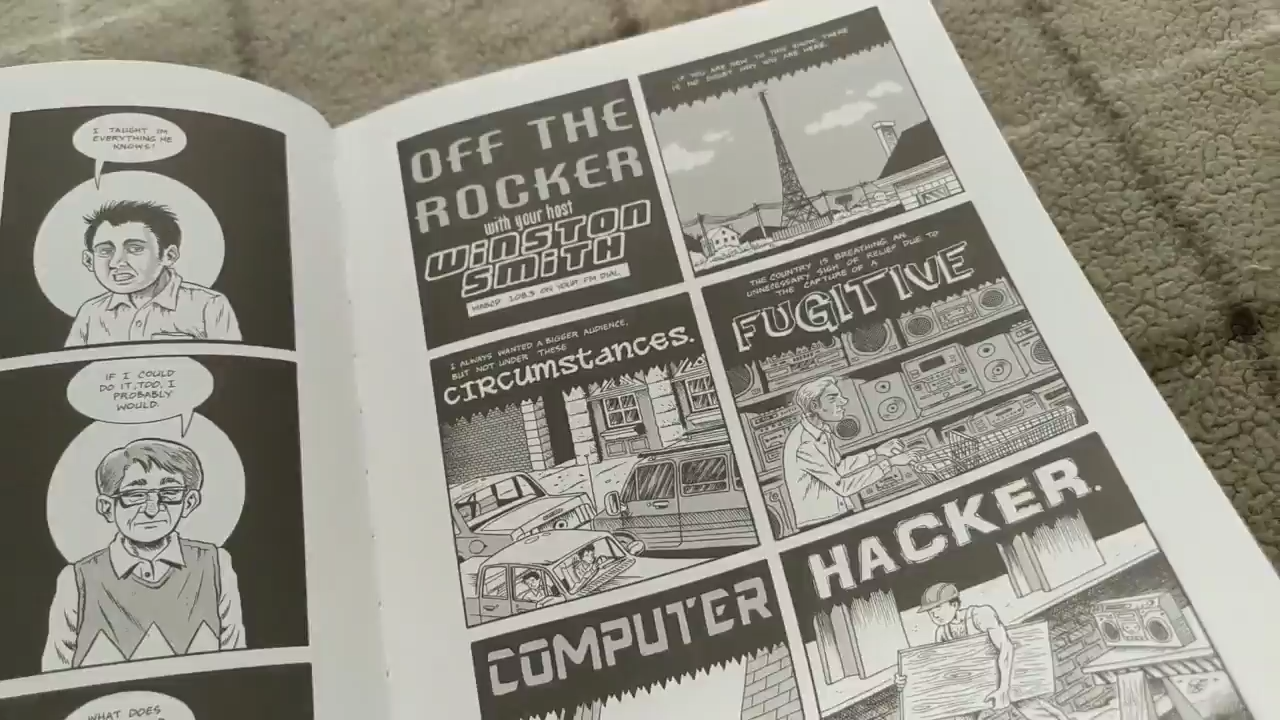 I TAUGHT 'IM
EVERYTHING HE
KNOWS!
IF I COULD
DO IT, TOO, I
PROBABLY
WOULD.
WHAT DOES
OFF THE
ROCKER
with your host
WINSTON
SMITH
108.3 ON YOUR FM DIAL
IF YOU ARE NEW TO THIS SHOW, THERE
IS NO DOUBT WHY YOU ARE HERE.
I ALWAYS WANTED A BIGGER AUDIENCE,
BUT NOT UNDER THESE
CIRCUMSTANCES.
THE COUNTRY IS BREATHING AN
UNNECESSARY SIGH OF RELIEF DUE TO
THE CAPTURE OF A
FUGITIVE
COMPUTER
HACKER.